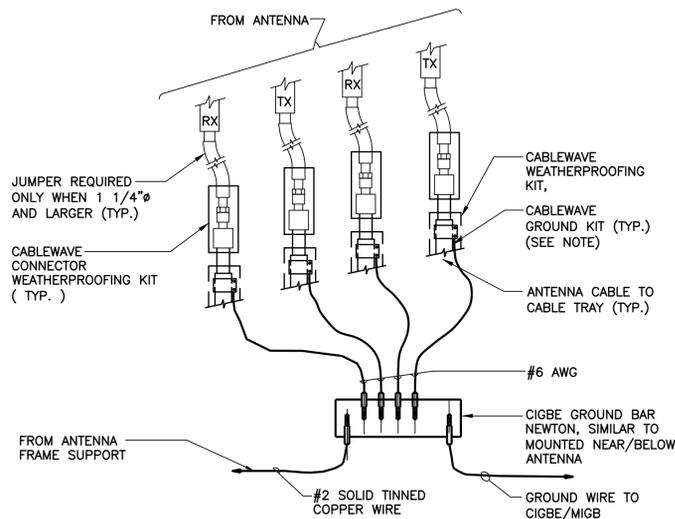 FROM ANTENNA
RX
TX
RX
TX
JUMPER REQUIRED
ONLY WHEN 1 1/4"ø
AND LARGER (TYP.)
CABLEWAVE
CONNECTOR
WEATHERPROOFING KIT
( TYP. )
CABLEWAVE
WEATHERPROOFING
KIT,
CABLEWAVE
GROUND KIT (TYP.)
(SEE NOTE)
ANTENNA CABLE TO
CABLE TRAY (TYP.)
#6 AWG
CIGBE GROUND BAR
NEWTON, SIMILAR TO
MOUNTED NEAR/BELOW
ANTENNA
FROM ANTENNA
FRAME SUPPORT
#2 SOLID TINNED
COPPER WIRE
GROUND WIRE TO
CIGBE/MIGB